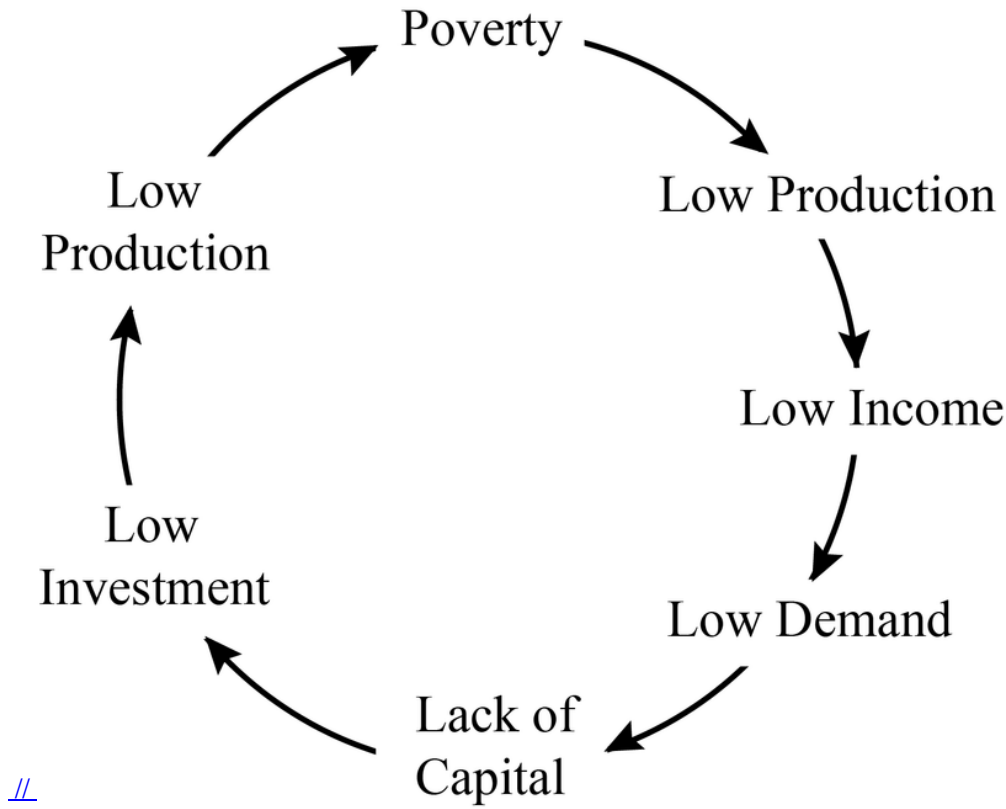 Poverty
Low Production
Low Income
Low Demand
Lack of
Capital
Low
Investment
Low
Production
//